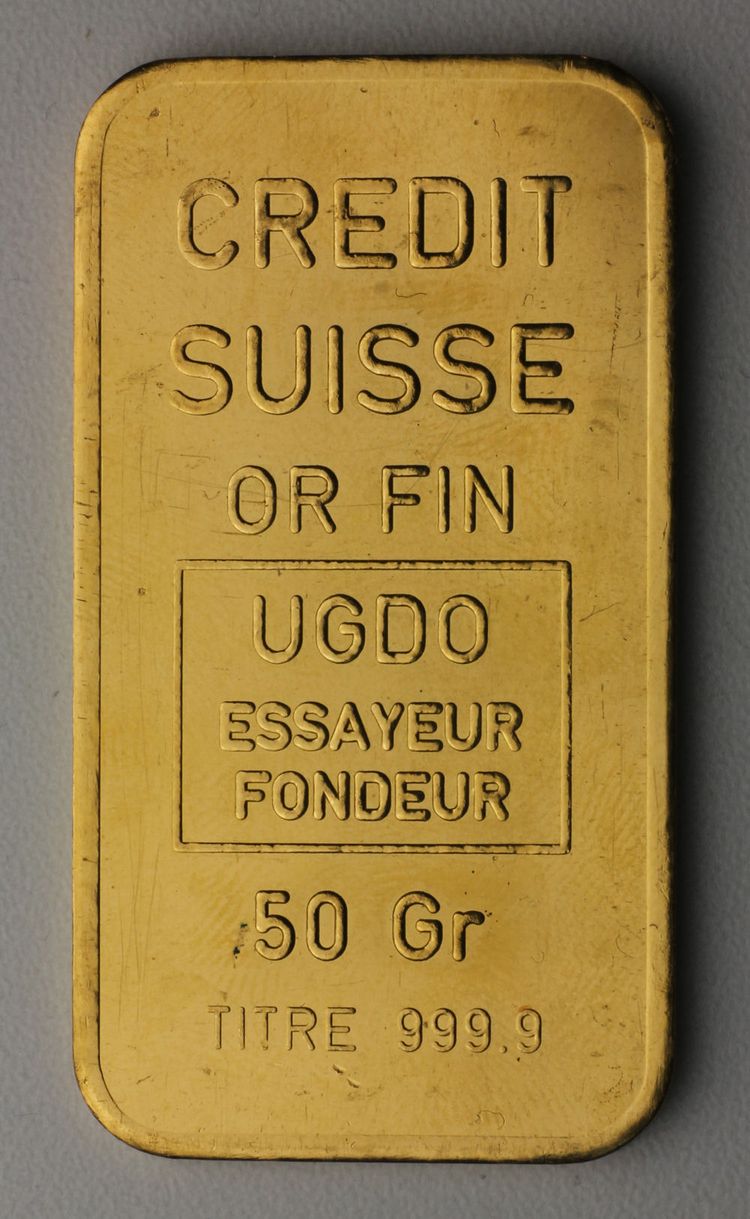 CREDIT
SUISSE
OR FIN
UGDO
ESSAYEUR
FONDEUR
50 Gr
TITRE 999.9